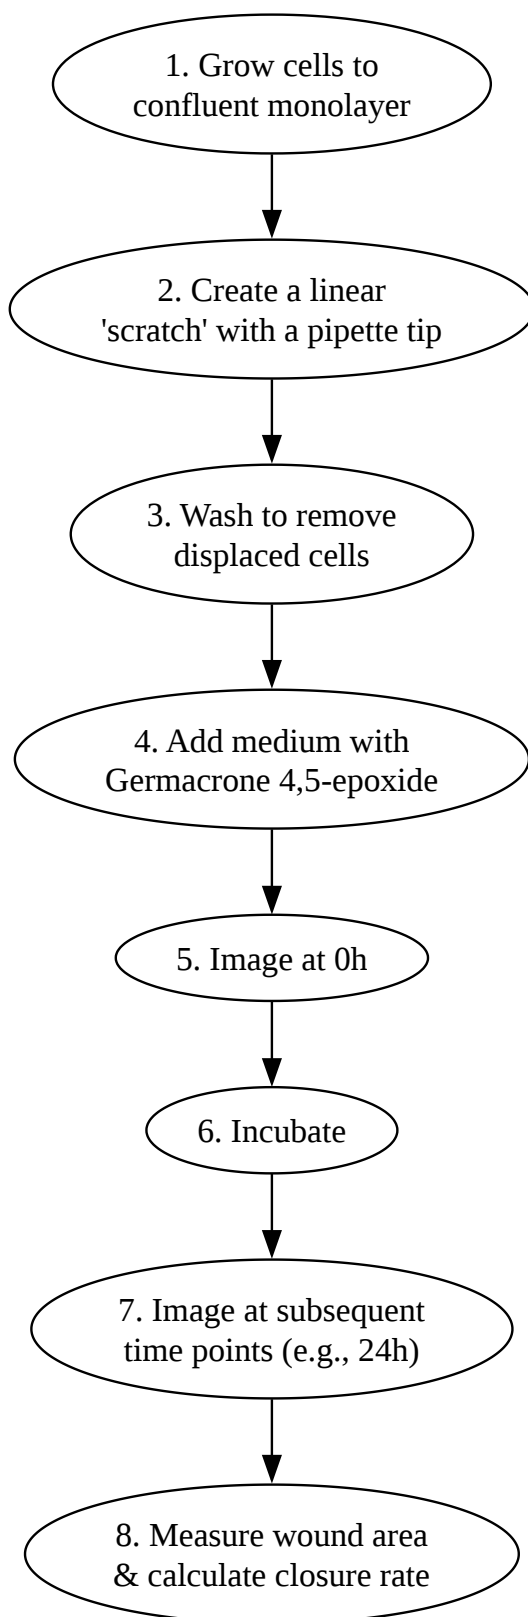 1. Grow cells to
confluent monolayer
2. Create a linear
'scratch' with a pipette tip
3. Wash to remove
displaced cells
4. Add medium with
Germacrone 4,5-epoxide
5. Image at 0h
6. Incubate
7. Image at subsequent
time points (e.g., 24h)
8. Measure wound area
& calculate closure rate